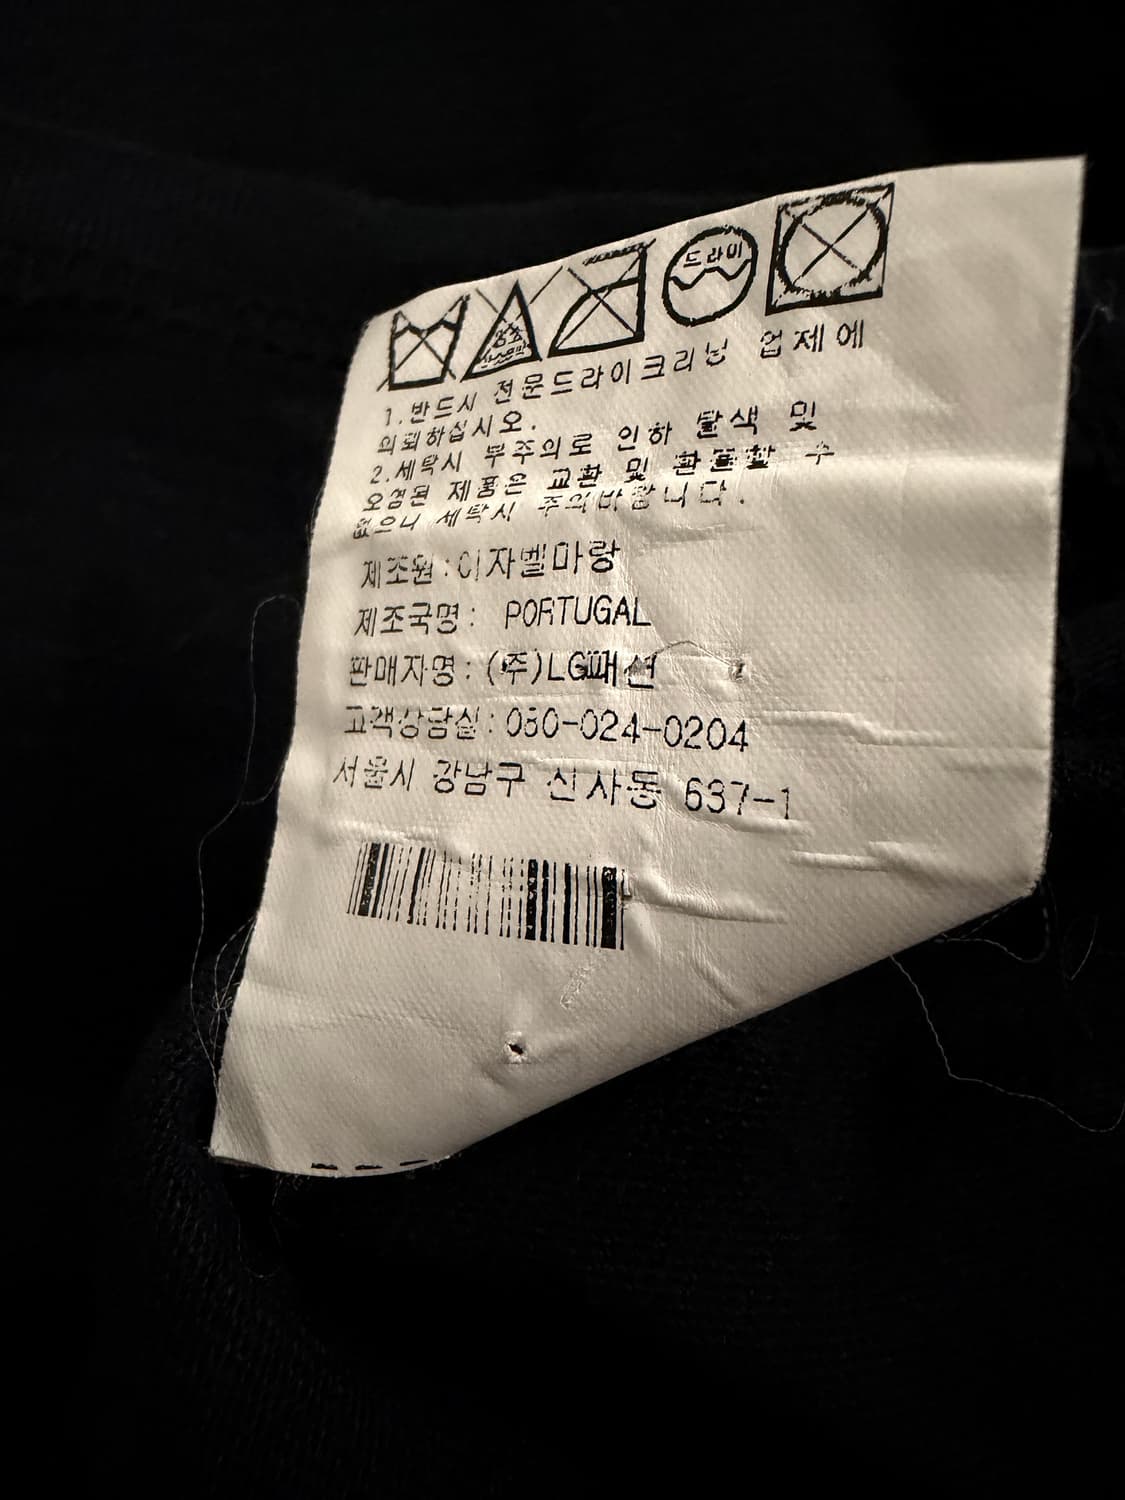 드라이
1.반드시 전문드라이크리닝 업제에
의뢰하십시오.
2.세탁시 부주의로 인하 탈색 및
오염된 제품은 교환 및 환불할 수
없으니 세탁시 주의바랍니다.
제조원:이자벨마랑
제조국명: PORTUGAL
판매자명:(주)LG패션
고객상담실:080-024-0204
서울시 강남구 신사동 637-1